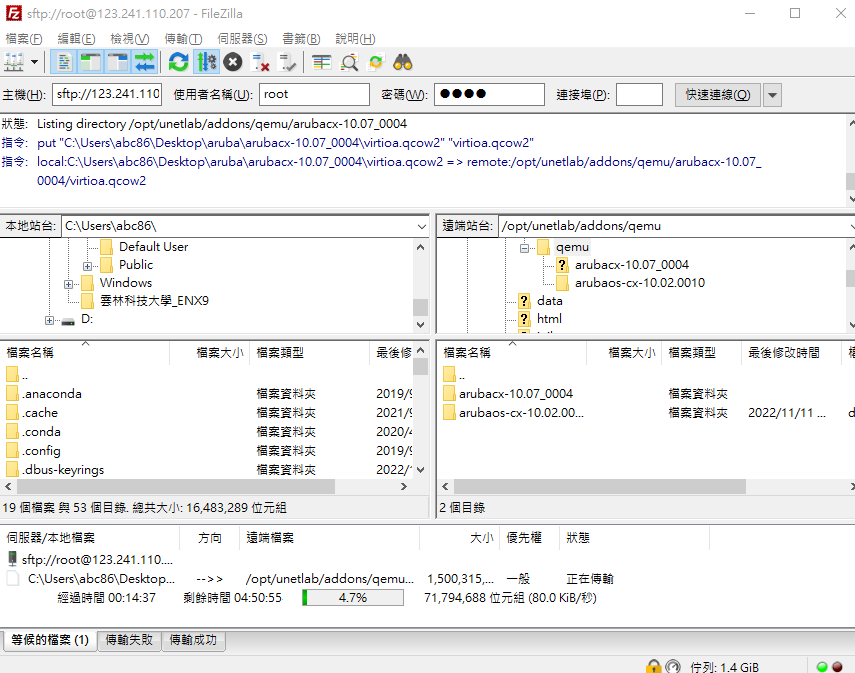 sftp://root@123.241.110.207 - FileZilla
檔案(F) 編輯(E) 檢視(V) 傳輸(T) 伺服器(S) 書籤(B) 說明(H)
主機(H): sftp://123.241.110 使用者名稱(U): root 密碼(W): ●●●● 連接埠(P): 快速連線(Q)
狀態: Listing directory /opt/unetlab/addons/qemu/arubacx-10.07_0004
指令: put "C:\Users\abc86\Desktop\aruba\arubacx-10.07_0004\virtioa.qcow2" "virtioa.qcow2"
指令: local:C:\Users\abc86\Desktop\aruba\arubacx-10.07_0004\virtioa.qcow2 => remote:/opt/unetlab/addons/qemu/arubacx-10.07_
0004/virtioa.qcow2
本地站台: C:\Users\abc86\
Default User
Public
Windows
雲林科技大學_ENX9
D:
遠端站台: /opt/unetlab/addons/qemu
qemu
arubacx-10.07_0004
arubaos-cx-10.02.0010
data
html
檔案名稱 檔案大小 檔案類型 最後修
..
.anaconda 檔案資料夾 2019/9
.cache 檔案資料夾 2021/9
.conda 檔案資料夾 2020/4
.config 檔案資料夾 2019/9
.dbus-keyrings 檔案資料夾 2022/
19 個檔案 與 53 個目錄. 總共大小: 16,483,289 位元組
檔案名稱 檔案大小 檔案類型 最後修改時間
..
arubacx-10.07_0004 檔案資料夾
arubaos-cx-10.02.00... 檔案資料夾 2022/11/11 ...
2 個目錄
伺服器/本地檔案 方向 遠端檔案 大小 優先權 狀態
sftp://root@123.241.110....
C:\Users\abc86\Desktop... -->> /opt/unetlab/addons/qemu... 1,500,315,... 一般 正在傳輸
經過時間 00:14:37 剩餘時間 04:50:55 4.7% 71,794,688 位元組 (80.0 KiB/秒)
等候的檔案 (1) 傳輸失敗 傳輸成功
佇列: 1.4 GiB